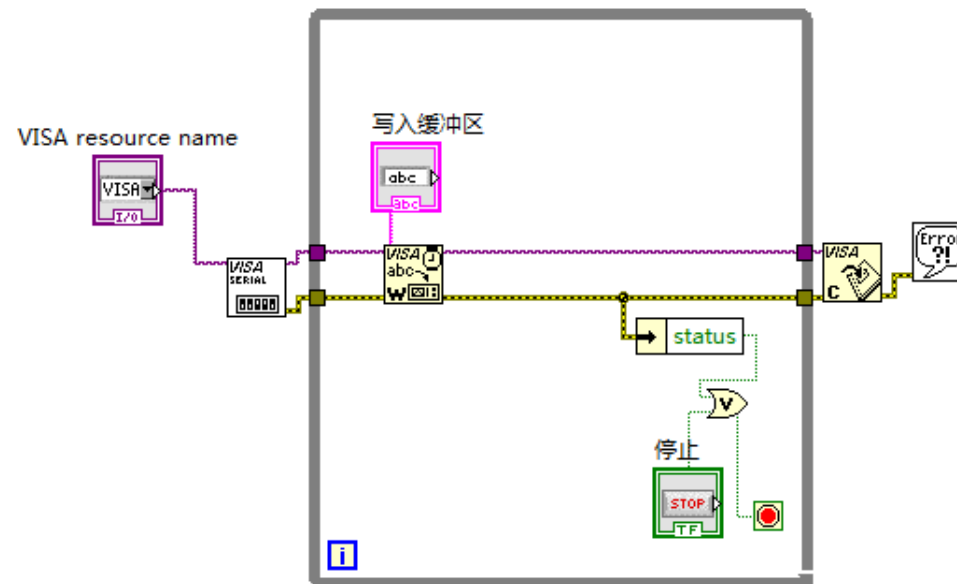 写入缓冲区
VISA resource name
abc
abc
VISA
I/O
VISA
abc
W
VISA
SERIAL
VISA
C
Error
?!
status
V
停止
STOP
TF
i